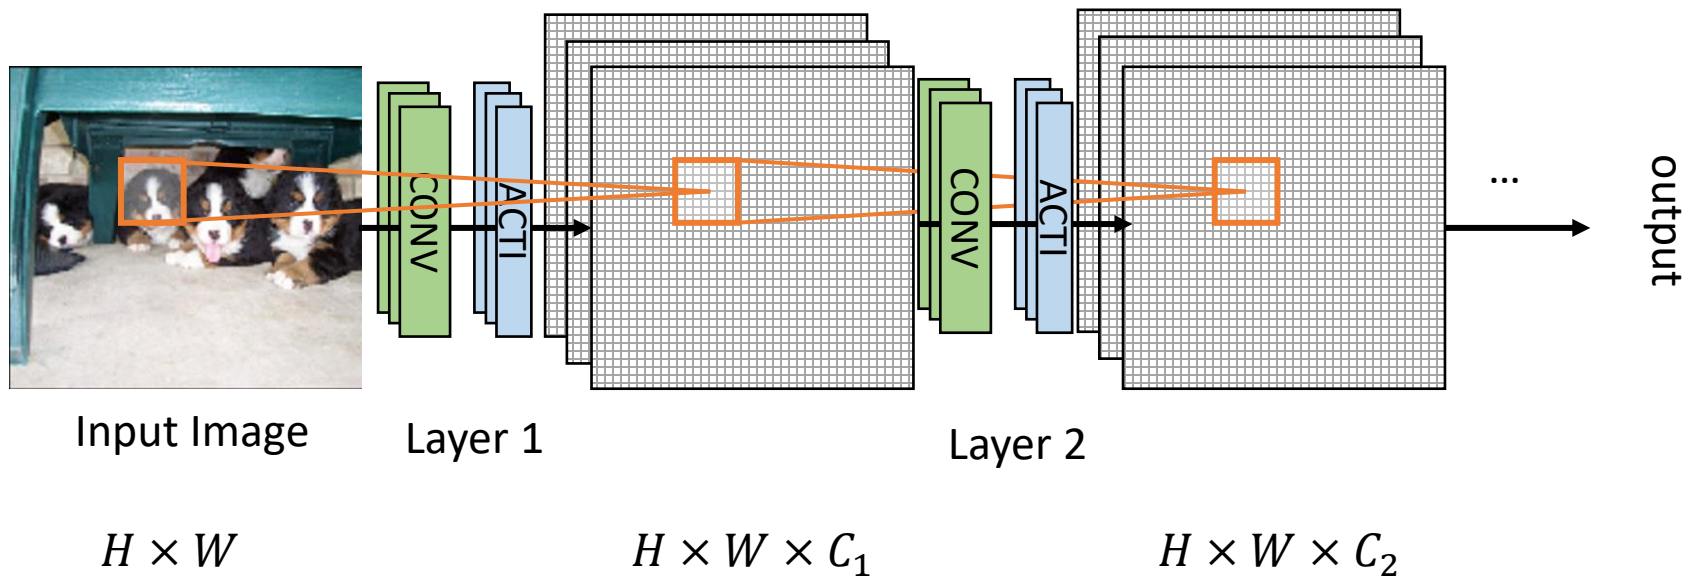 CONV
ACTI
CONV
ACTI
...
output
Input Image
Layer 1
Layer 2
H × W
H × W × C₁
H × W × C₂